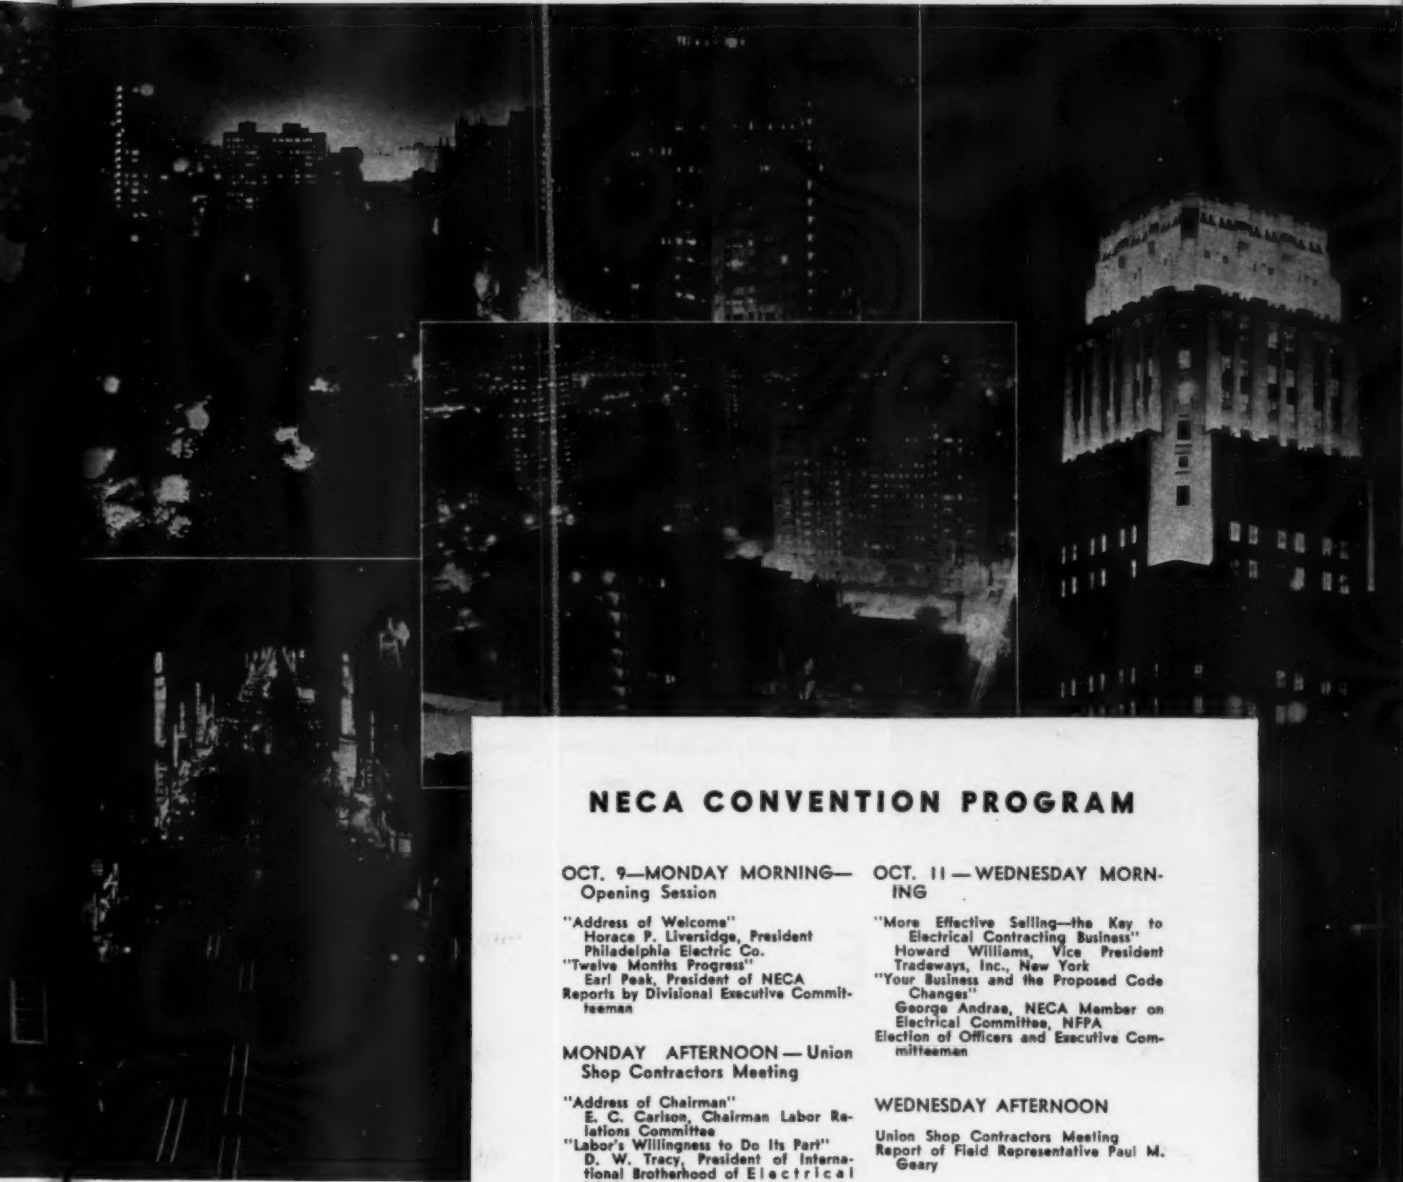 NECA CONVENTION PROGRAM
OCT. 9—MONDAY MORNING—
Opening Session
"Address of Welcome"
Horace P. Liversidge, President
Philadelphia Electric Co.
"Twelve Months Progress"
Earl Peak, President of NECA
Reports by Divisional Executive Commit-
teeman
MONDAY AFTERNOON—Union
Shop Contractors Meeting
"Address of Chairman"
E. C. Carlson, Chairman Labor Re-
lations Committee
"Labor's Willingness to Do Its Part"
D. W. Tracy, President of Interna-
tional Brotherhood of Electrical
OCT. 11—WEDNESDAY MORN-
ING
"More Effective Selling—the Key to
Electrical Contracting Business"
Howard Williams, Vice President
Tradeways, Inc., New York
"Your Business and the Proposed Code
Changes"
George Andrae, NECA Member on
Electrical Committee, NFPA
Election of Officers and Executive Com-
mitteeman
WEDNESDAY AFTERNOON
Union Shop Contractors Meeting
Report of Field Representative Paul M.
Geary